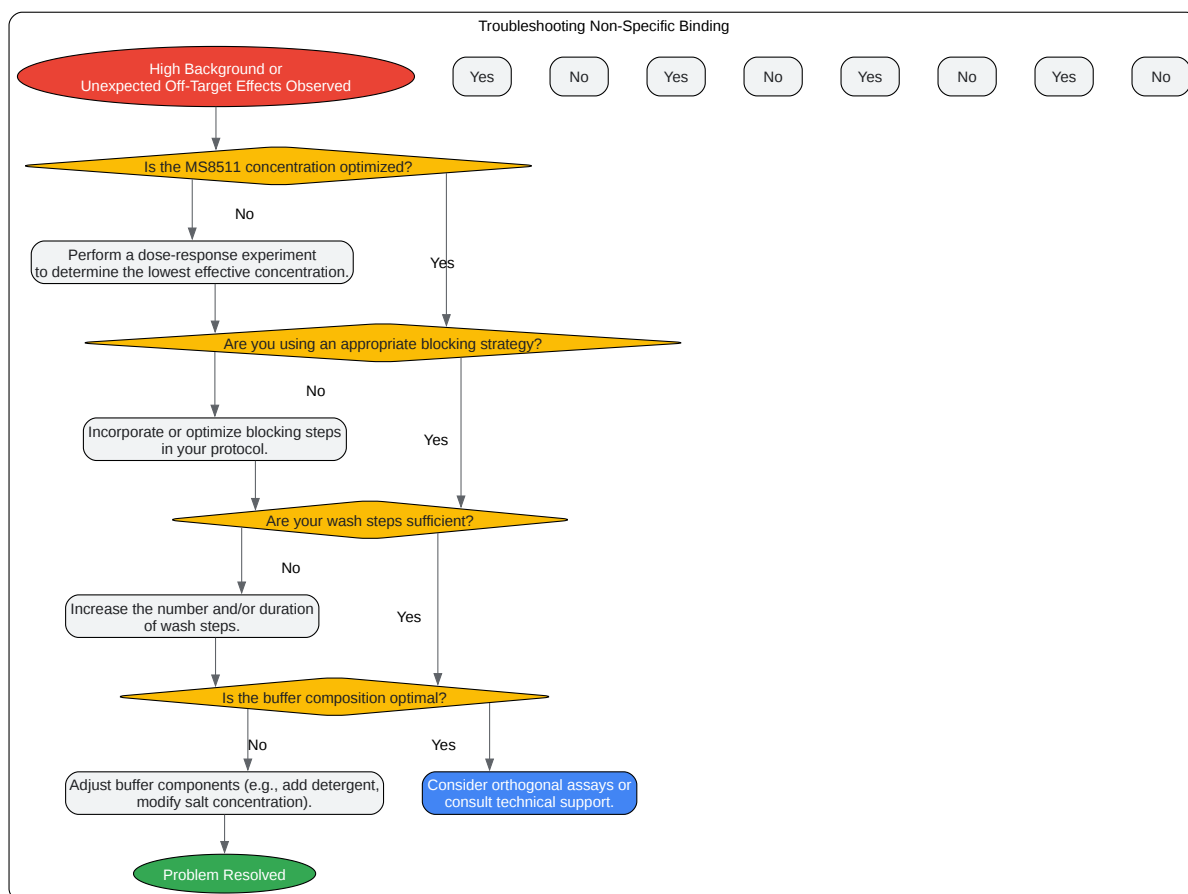 Troubleshooting Non-Specific Binding
High Background or
Unexpected Off-Target Effects Observed
Yes
No
Yes
No
Yes
No
Yes
No
Is the MS8511 concentration optimized?
No
Perform a dose-response experiment
to determine the lowest effective concentration.
Yes
Are you using an appropriate blocking strategy?
No
Incorporate or optimize blocking steps
in your protocol.
Yes
Are your wash steps sufficient?
No
Increase the number and/or duration
of wash steps.
Yes
Is the buffer composition optimal?
No
Yes
Adjust buffer components (e.g., add detergent,
modify salt concentration).
Consider orthogonal assays or
consult technical support.
Problem Resolved